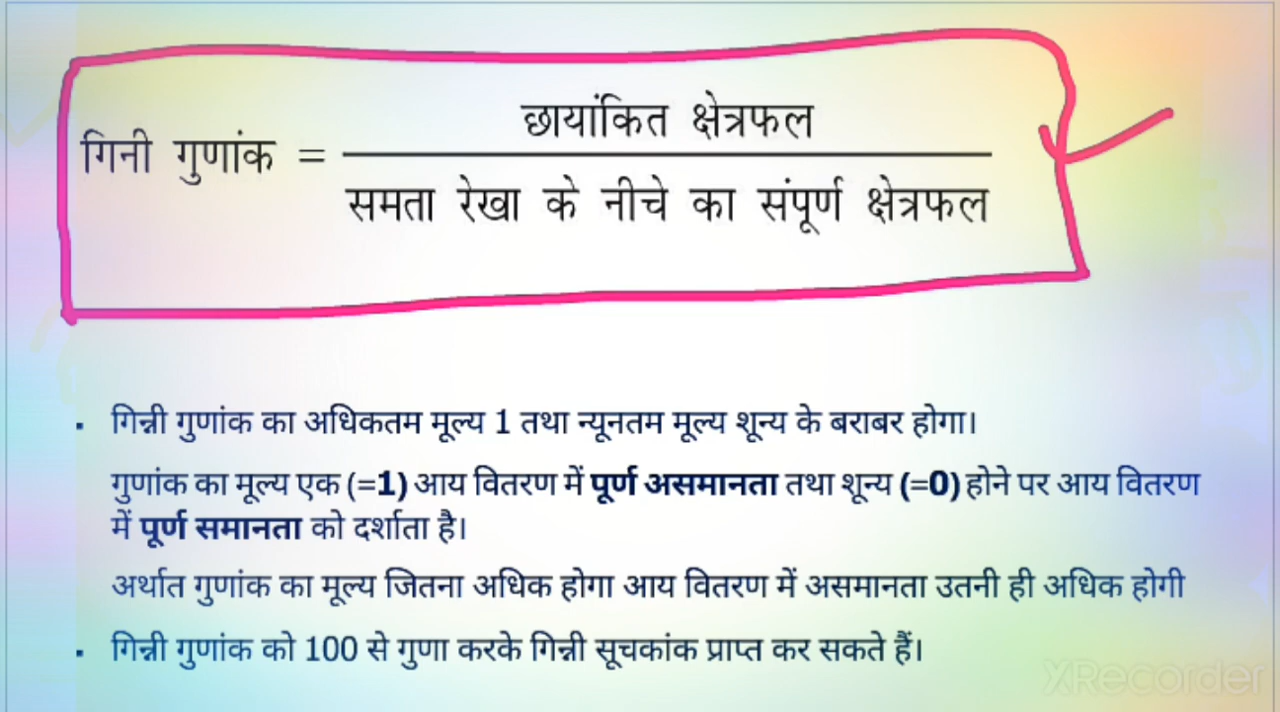 छायांकित क्षेत्रफल
गिनी गुणांक =
समता रेखा के नीचे का संपूर्ण क्षेत्रफल
▪ गिन्नी गुणांक का अधिकतम मूल्य 1 तथा न्यूनतम मूल्य शून्य के बराबर होगा।
गुणांक का मूल्य एक (=1) आय वितरण में पूर्ण असमानता तथा शून्य (=0) होने पर आय वितरण
में पूर्ण समानता को दर्शाता है।
अर्थात गुणांक का मूल्य जितना अधिक होगा आय वितरण में असमानता उतनी ही अधिक होगी
▪ गिन्नी गुणांक को 100 से गुणा करके गिन्नी सूचकांक प्राप्त कर सकते हैं।
XRecorder